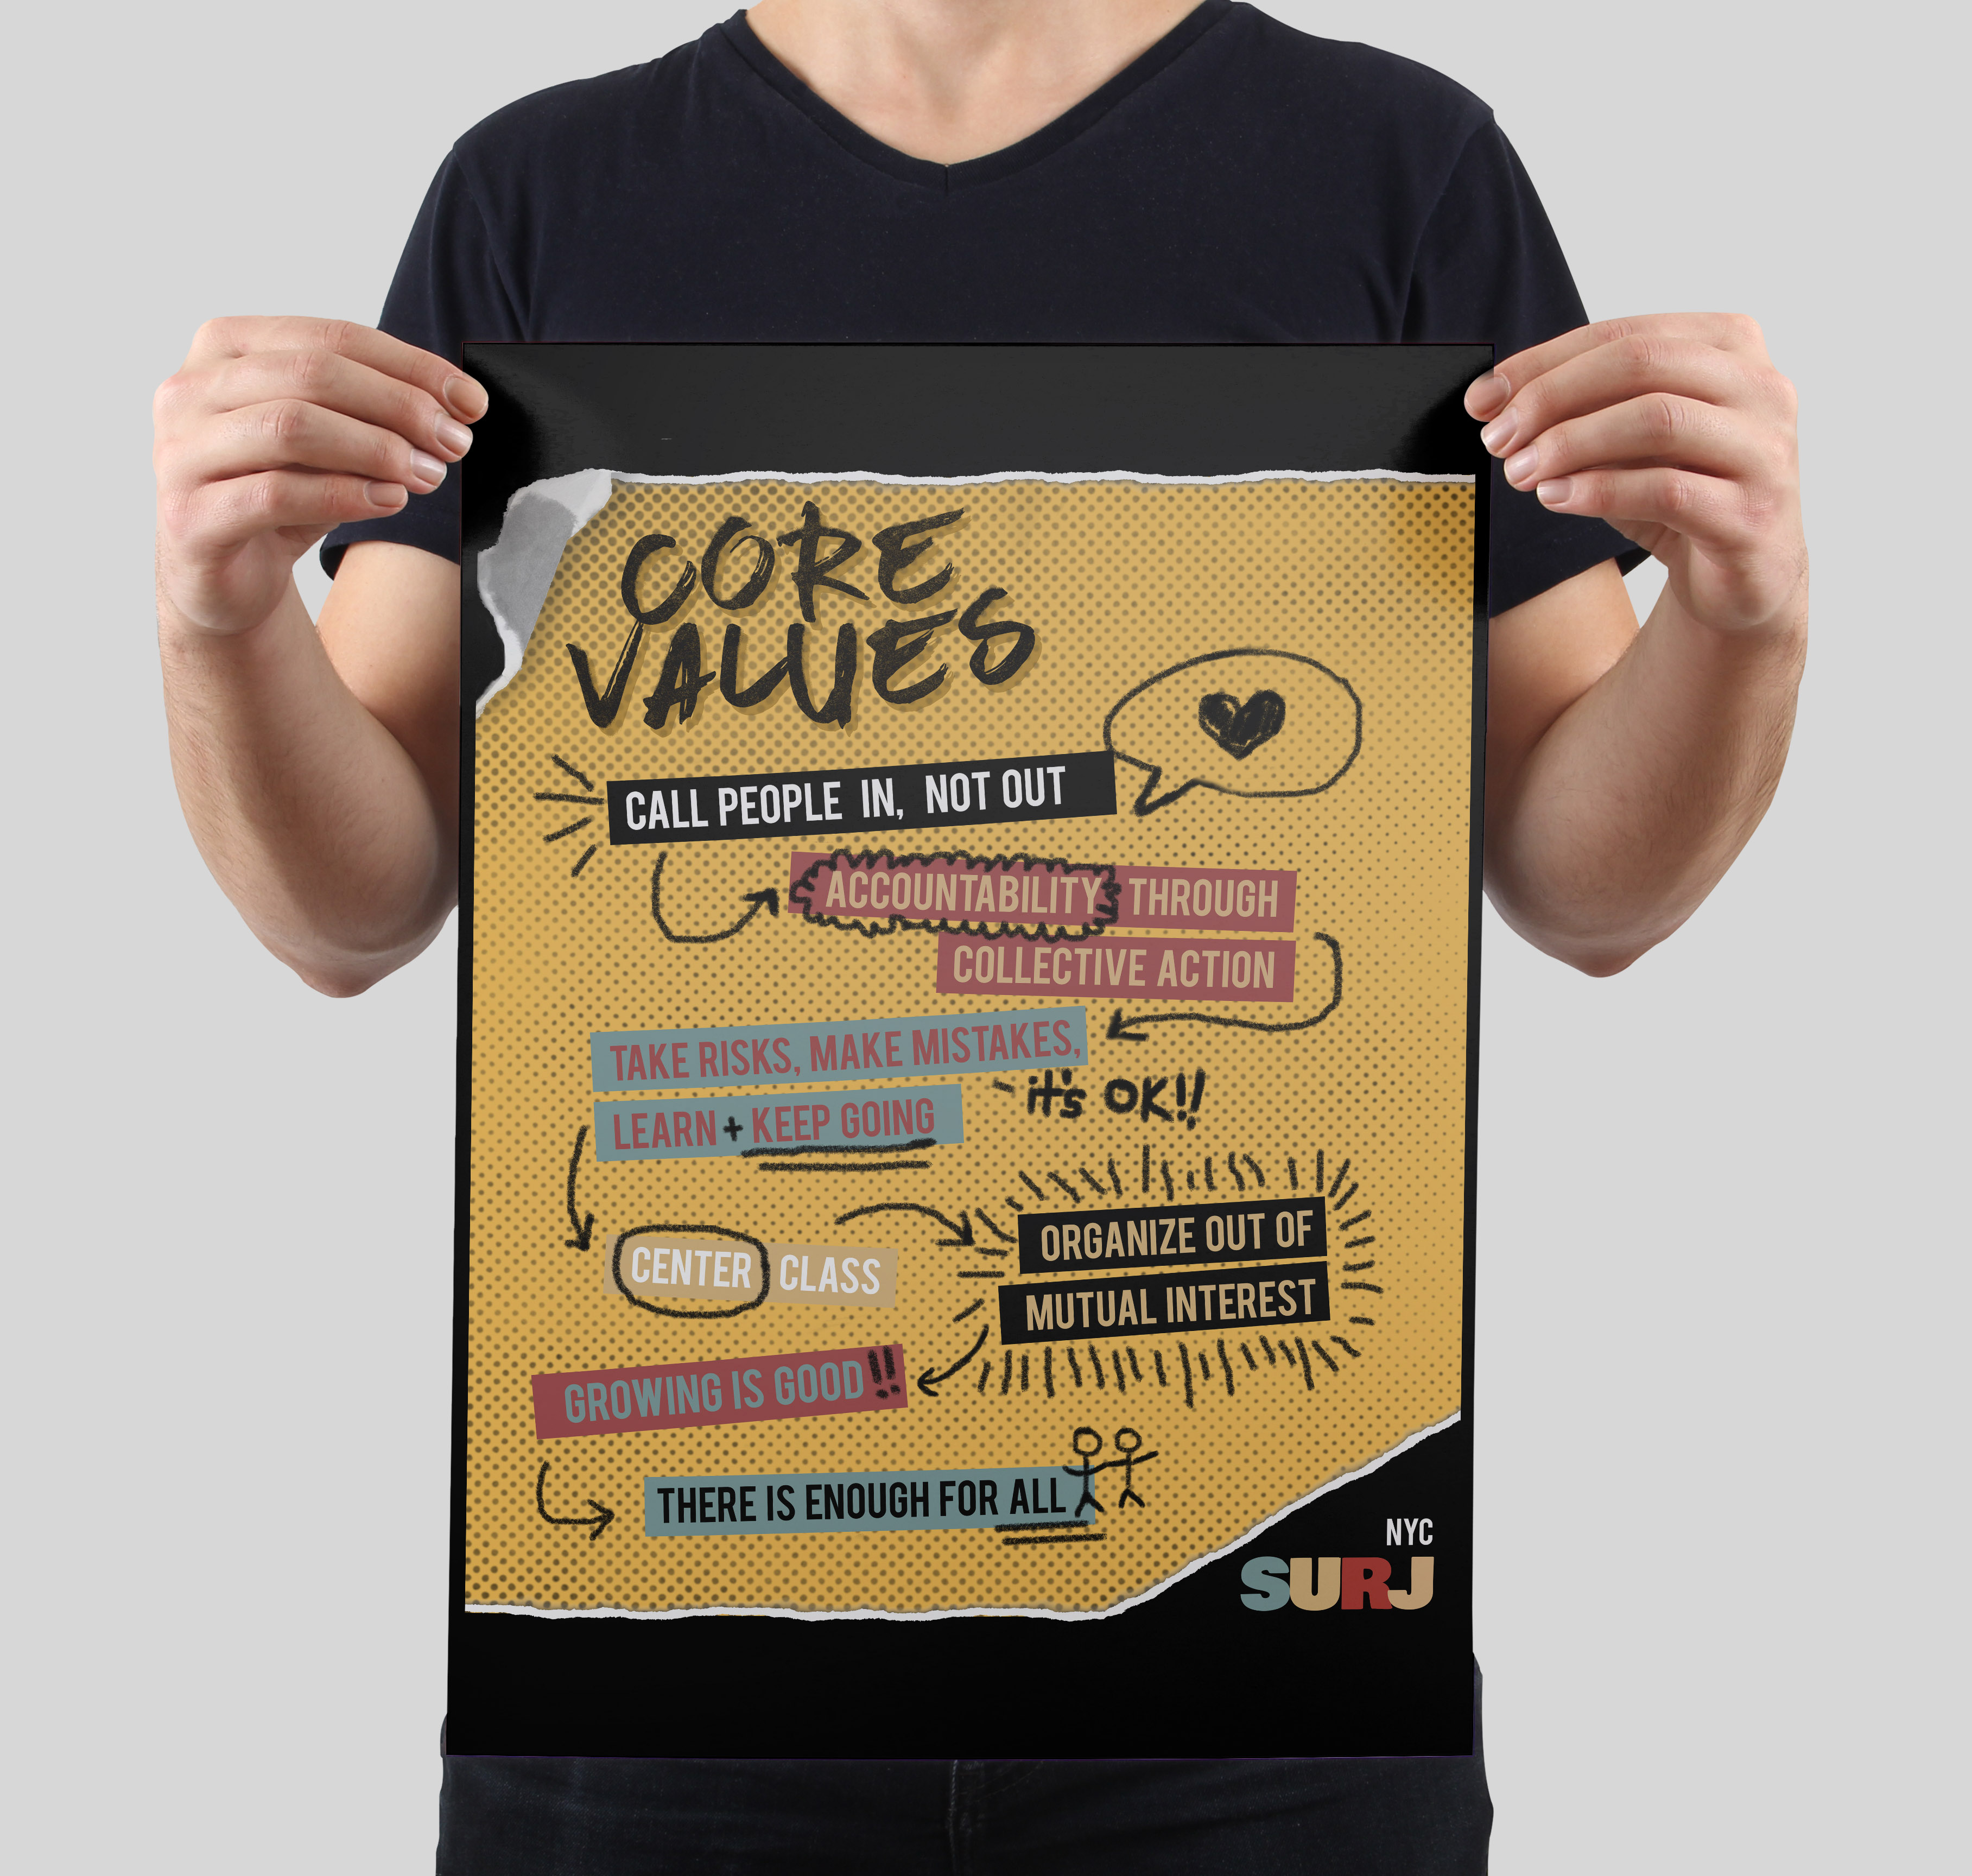 CORE
VALUES
CALL PEOPLE IN, NOT OUT
ACCOUNTABILITY THROUGH
COLLECTIVE ACTION
TAKE RISKS, MAKE MISTAKES,
LEARN + KEEP GOING
- it's OK!!
CENTER CLASS
ORGANIZE OUT OF
MUTUAL INTEREST
GROWING IS GOOD!!
THERE IS ENOUGH FOR ALL
NYC
SURJ